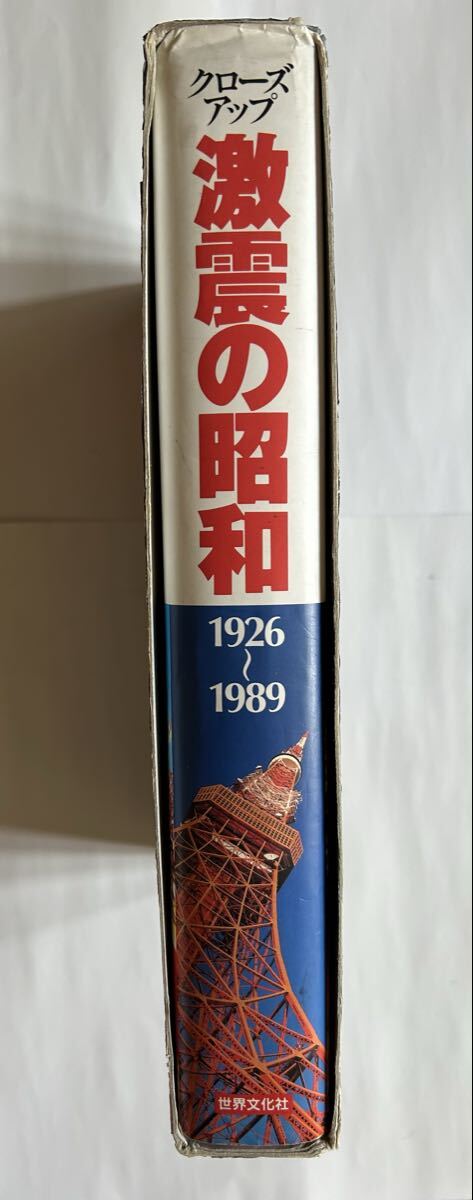 クローズ
アップ
激震の昭和
1926
～
1989
世界文化社